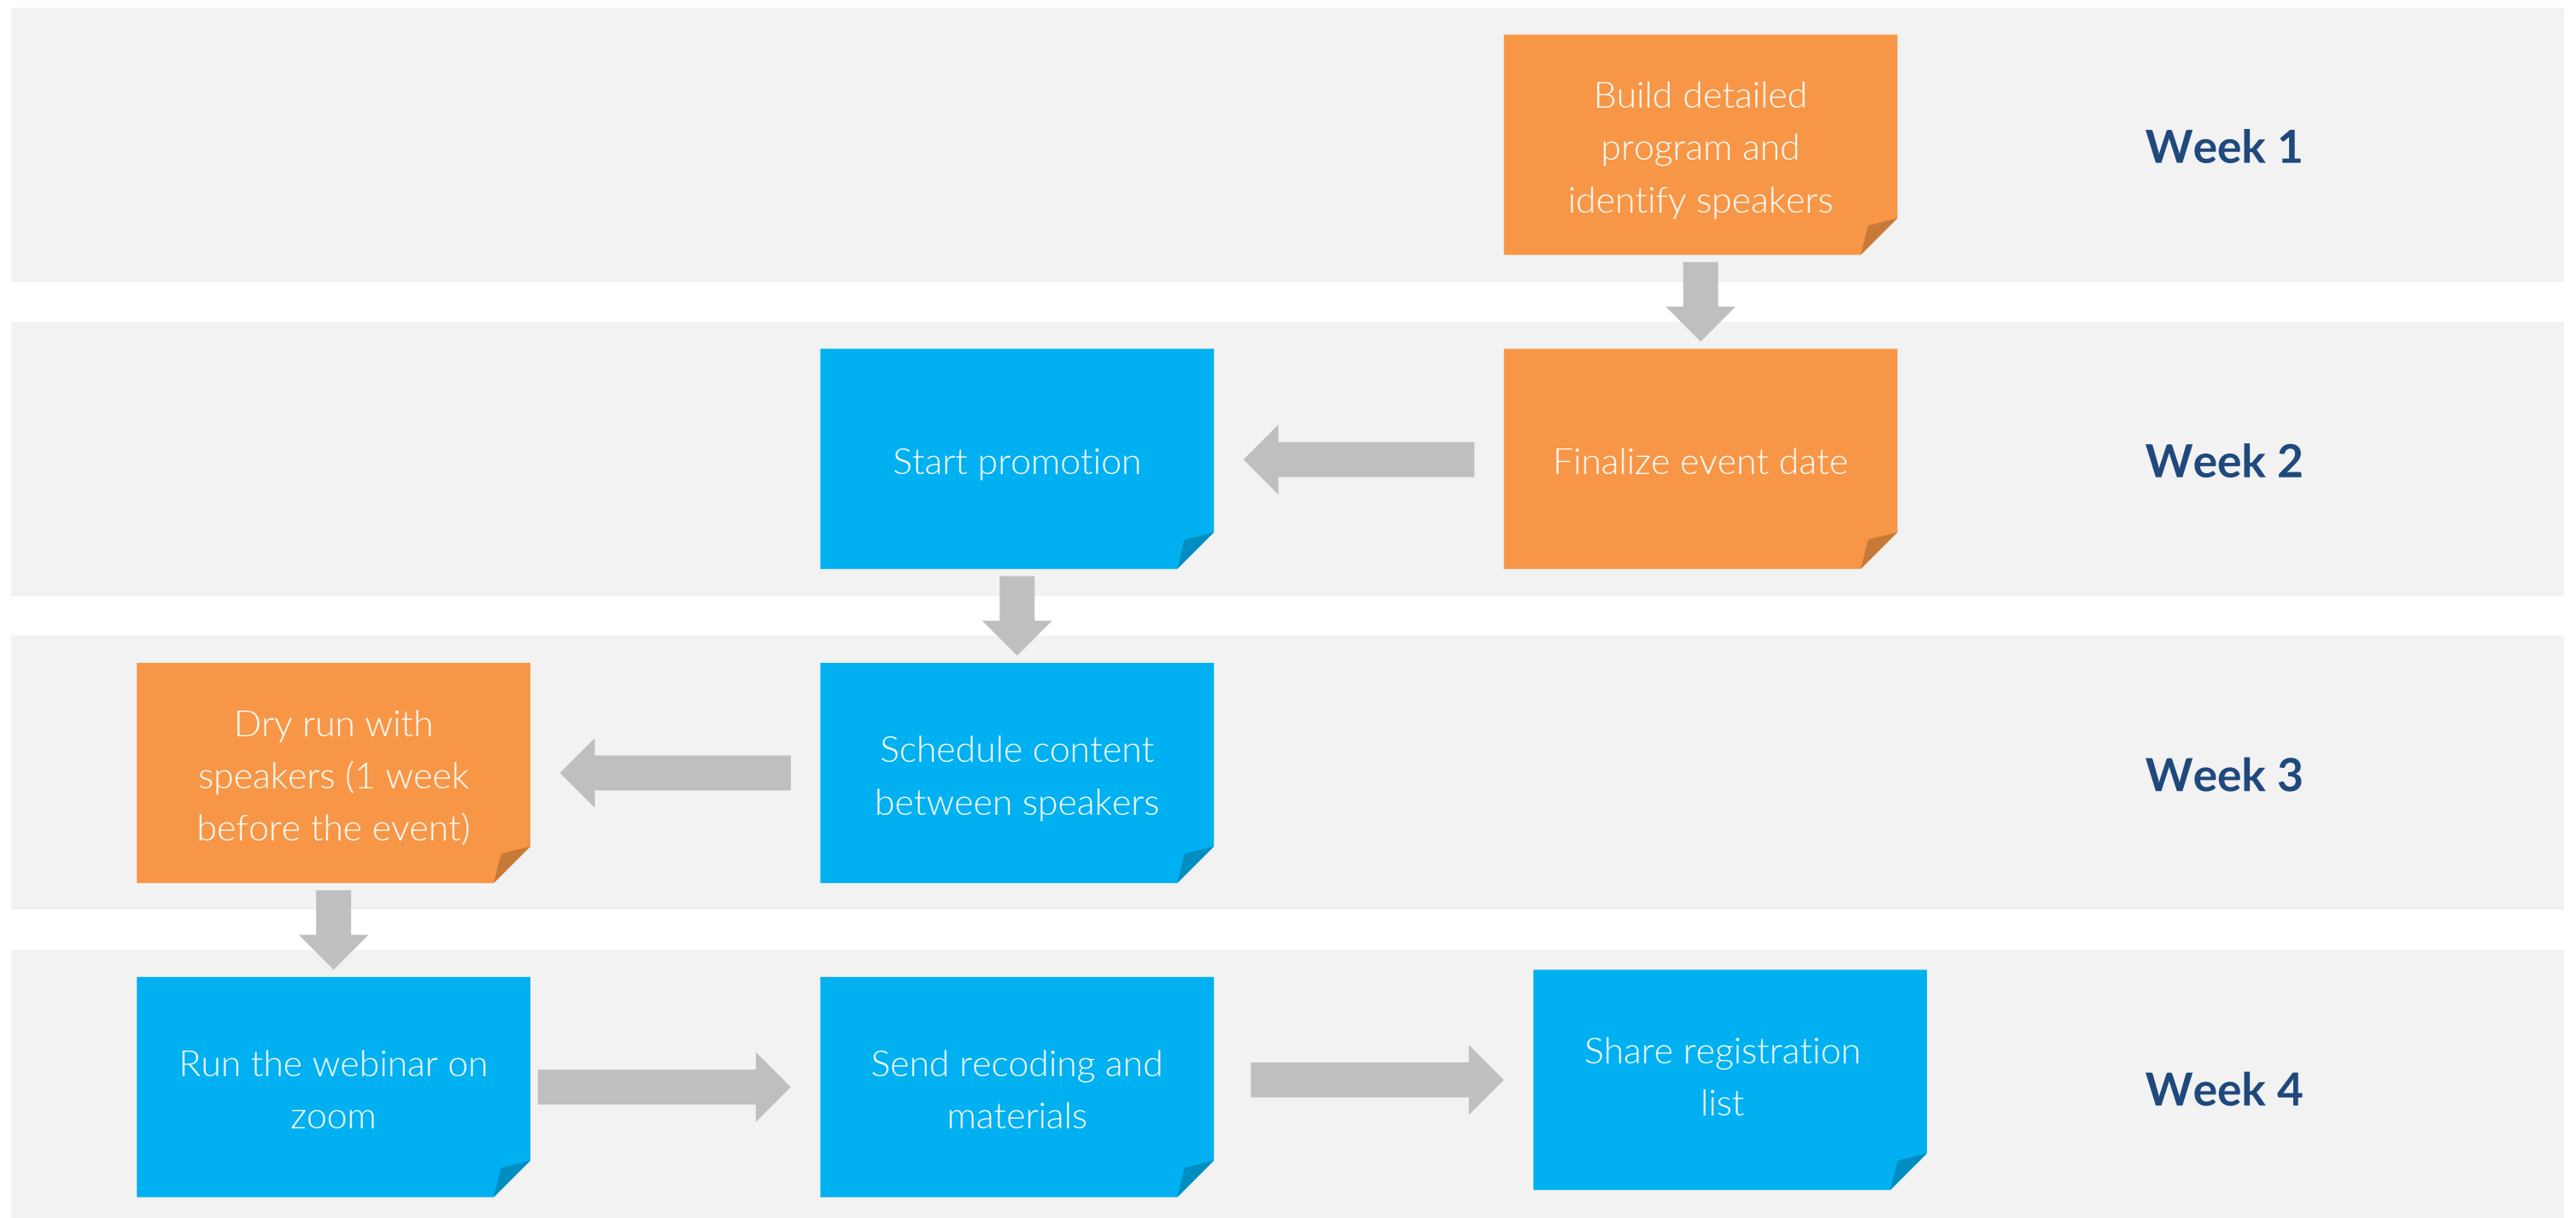 Build detailed
program and
identify speakers
Week 1
Start promotion
Finalize event date
Week 2
Dry run with
speakers (1 week
before the event)
Schedule content
between speakers
Week 3
Run the webinar on
zoom
Send recoding and
materials
Share registration
list
Week 4